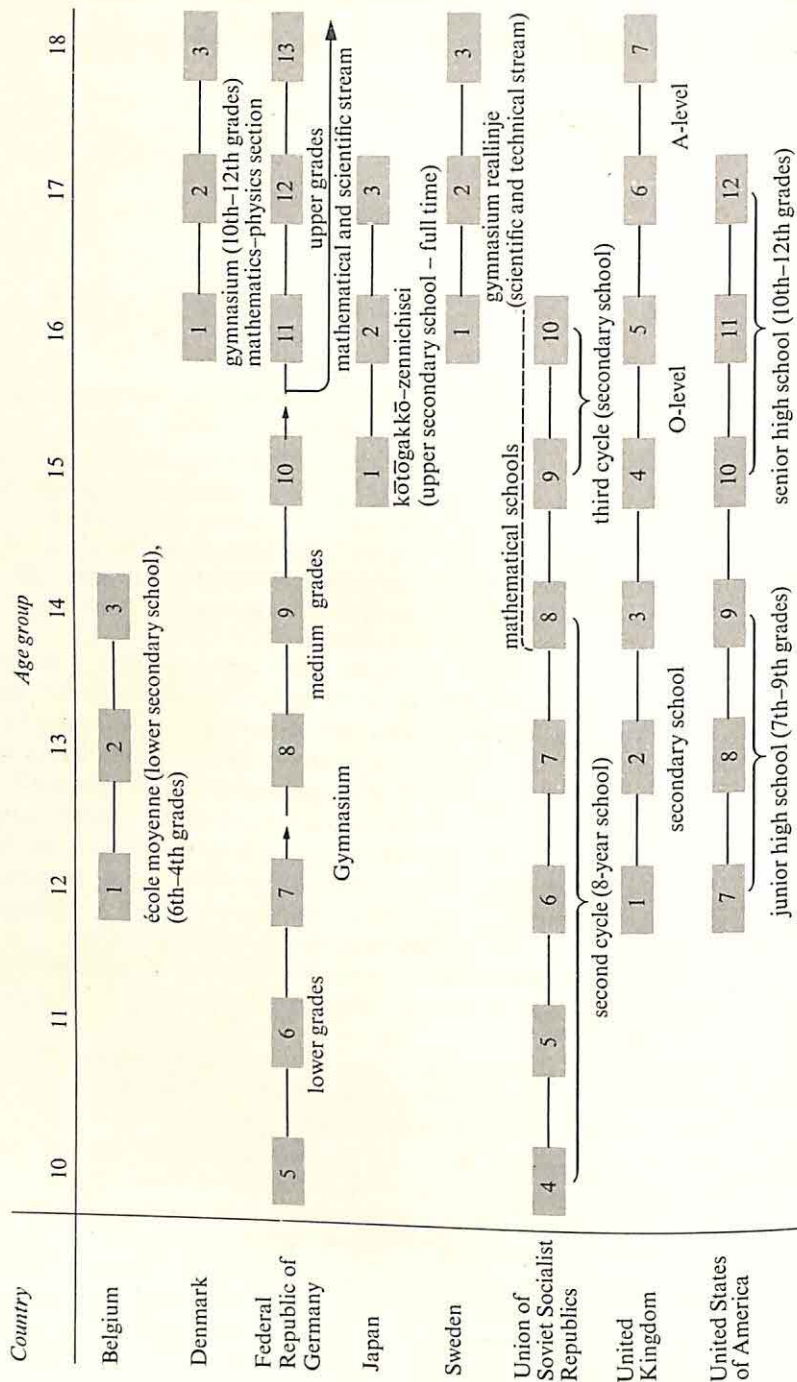 Country
Age group
10 11 12 13 14 15 16 17 18
Belgium
1 2 3
école moyenne (lower secondary school),
(6th–4th grades)
Denmark
1 2 3
gymnasium (10th–12th grades)
mathematics–physics section
Federal
Republic of
Germany
5 6 7 8 9 10 11 12 13
lower grades
Gymnasium
medium grades
upper grades
mathematical and scientific stream
Japan
1 2 3
kōtōgakkō–zennichisei
(upper secondary school – full time)
Sweden
1 2 3
gymnasium reallinje
(scientific and technical stream)
Union of
Soviet Socialist
Republics
mathematical schools
4 5 6 7 8 9 10
second cycle (8-year school)
third cycle (secondary school)
United
Kingdom
1 2 3 4 5 6 7
secondary school
O-level
A-level
United States
of America
7 8 9 10 11 12
junior high school (7th–9th grades)
senior high school (10th–12th grades)